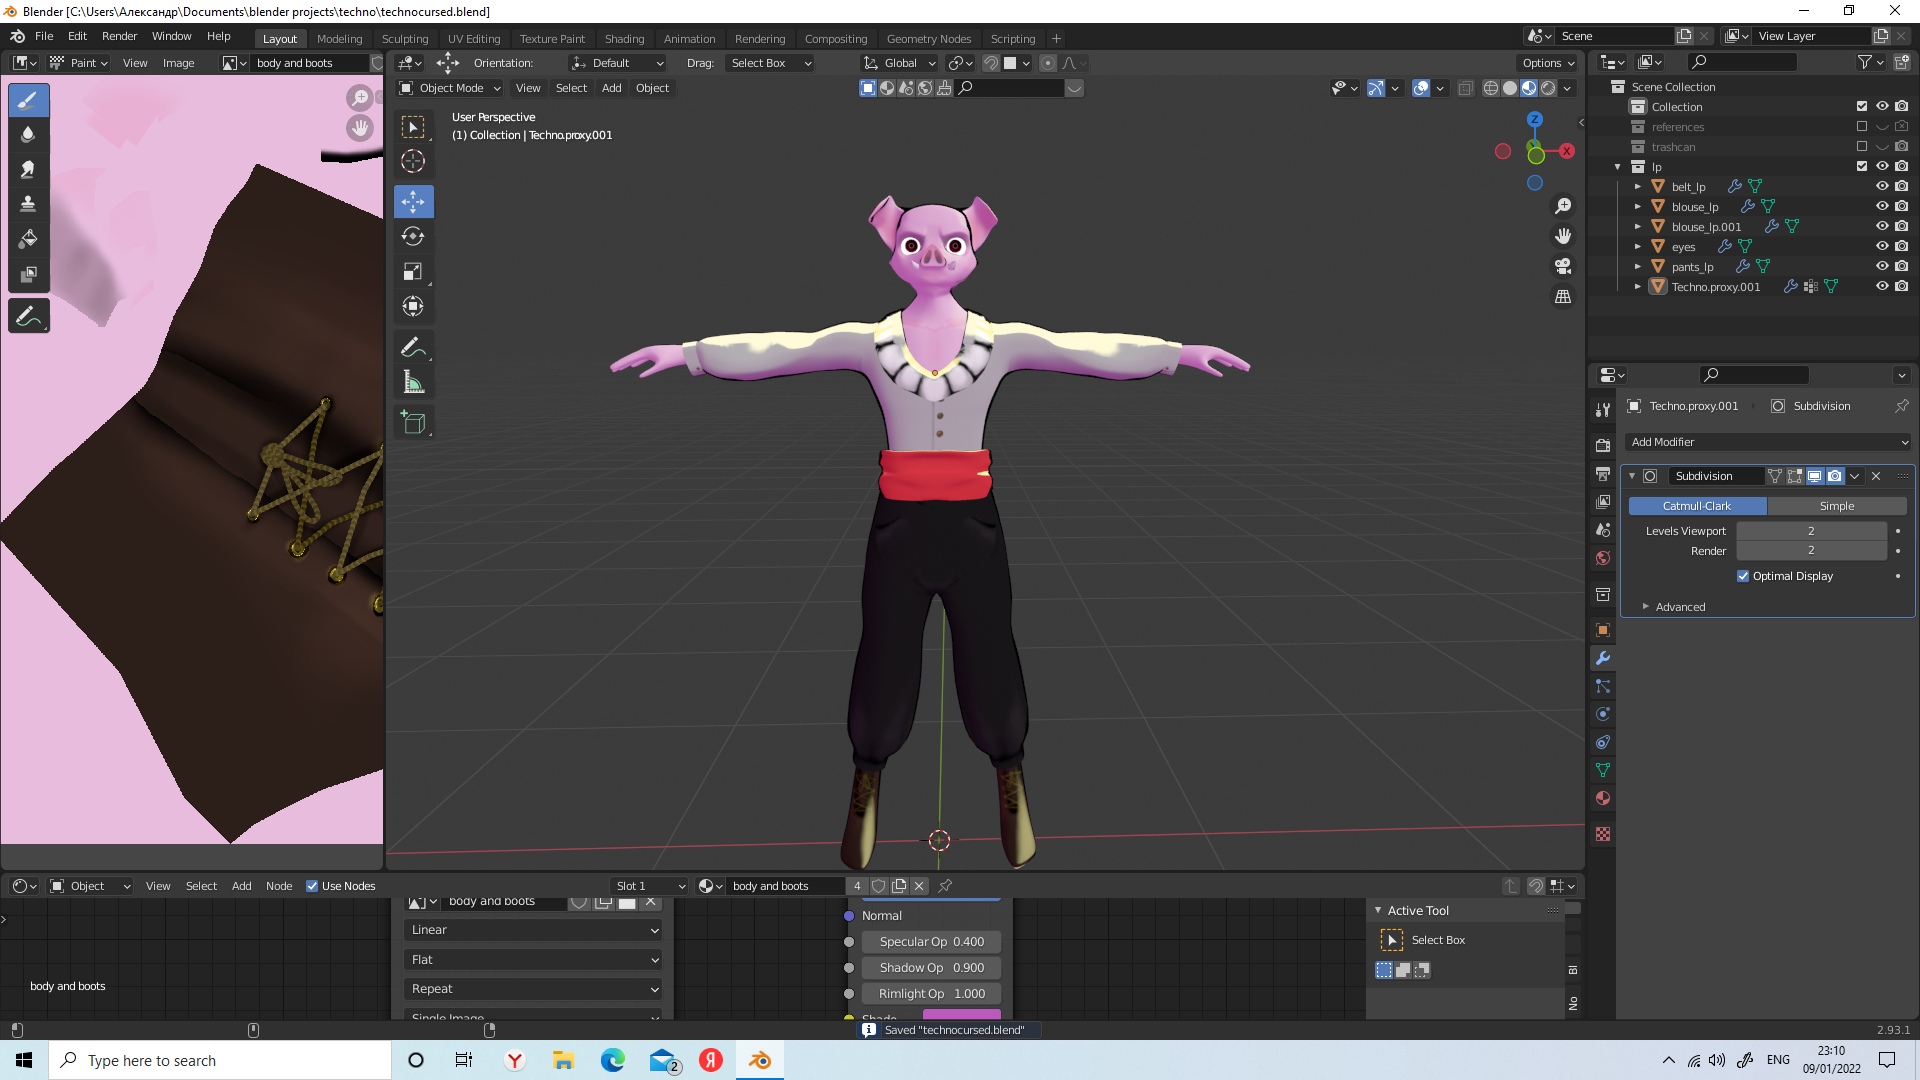 Blender [C:\Users\Александр\Documents\blender projects\techno\technocursed.blend]
File Edit Render Window Help
Layout Modeling Sculpting UV Editing Texture Paint Shading Animation Rendering Compositing Geometry Nodes Scripting +
Scene
View Layer
Paint View Image body and boots
Orientation: Default Drag: Select Box Global Options
Object Mode View Select Add Object
User Perspective
(1) Collection | Techno.proxy.001
Z
X
Scene Collection
Collection
references
trashcan
lp
belt_lp
blouse_lp
blouse_lp.001
eyes
pants_lp
Techno.proxy.001
Techno.proxy.001 Subdivision
Add Modifier
Subdivision
Catmull-Clark Simple
Levels Viewport 2
Render 2
Optimal Display
Advanced
Object View Select Add Node Use Nodes Slot 1 body and boots 4
body and boots
Linear
Flat
Repeat
Single Image
body and boots
Normal
Specular Op 0.400
Shadow Op 0.900
Rimlight Op 1.000
Shade
Active Tool
Select Box
Bl
No
Saved "technocursed.blend"
2.93.1
Type here to search
2
ENG
23:10
09/01/2022